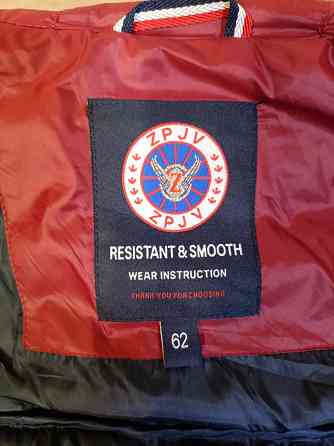 ZPJV
Z
ZPJV
RESISTANT & SMOOTH
WEAR INSTRUCTION
THANK YOU FOR CHOOSING
62